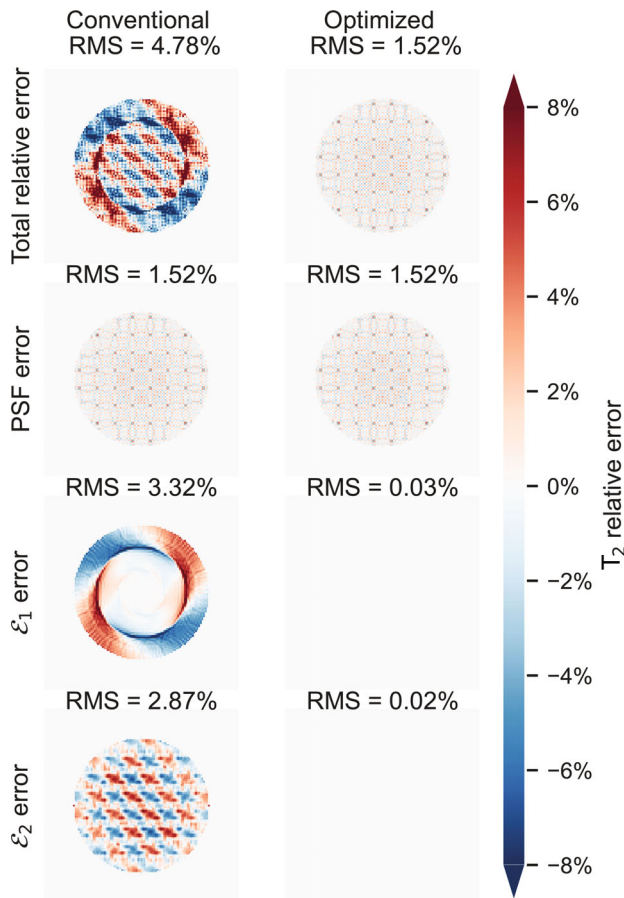 Conventional
RMS = 4.78%
Optimized
RMS = 1.52%
Total relative error
RMS = 1.52%
RMS = 1.52%
PSF error
RMS = 3.32%
RMS = 0.03%
ℰ₁ error
RMS = 2.87%
RMS = 0.02%
ℰ₂ error
8%
6%
4%
2%
0%
−2%
−4%
−6%
−8%
T₂ relative error